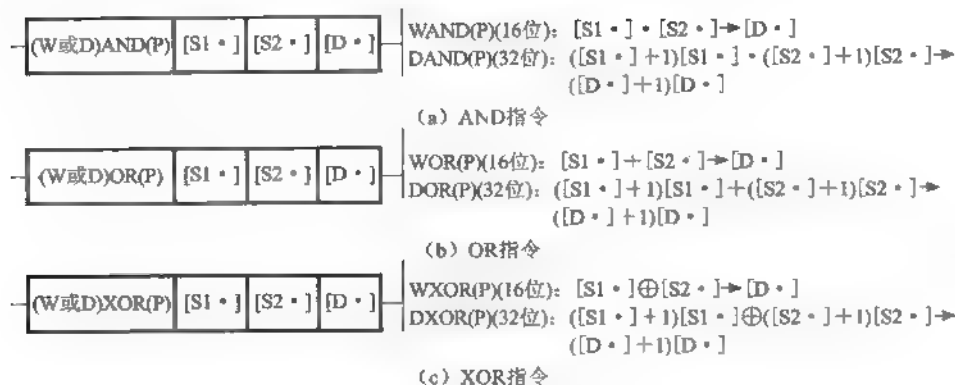 (W或D)AND(P) [S1·] [S2·] [D·] WAND(P)(16位)：[S1·]·[S2·]→[D·]
DAND(P)(32位)：([S1·]+1)[S1·]·([S2·]+1)[S2·]→
([D·]+1)[D·]
（a）AND指令
(W或D)OR(P) [S1·] [S2·] [D·] WOR(P)(16位)：[S1·]+[S2·]→[D·]
DOR(P)(32位)：([S1·]+1)[S1·]+([S2·]+1)[S2·]→
([D·]+1)[D·]
（b）OR指令
(W或D)XOR(P) [S1·] [S2·] [D·] WXOR(P)(16位)：[S1·]⊕[S2·]→[D·]
DXOR(P)(32位)：([S1·]+1)[S1·]⊕([S2·]+1)[S2·]→
([D·]+1)[D·]
（c）XOR指令